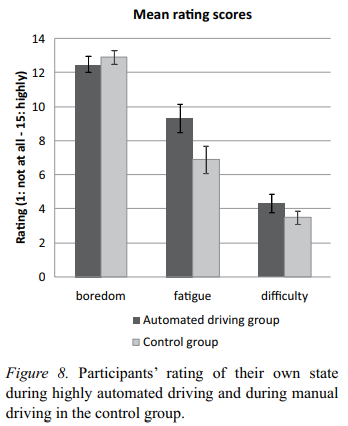 Mean rating scores
Rating (1: not at all - 15: highly)
14
12
10
8
6
4
2
0
boredom fatigue difficulty
Automated driving group
Control group
Figure 8. Participants' rating of their own state
during highly automated driving and during manual
driving in the control group.